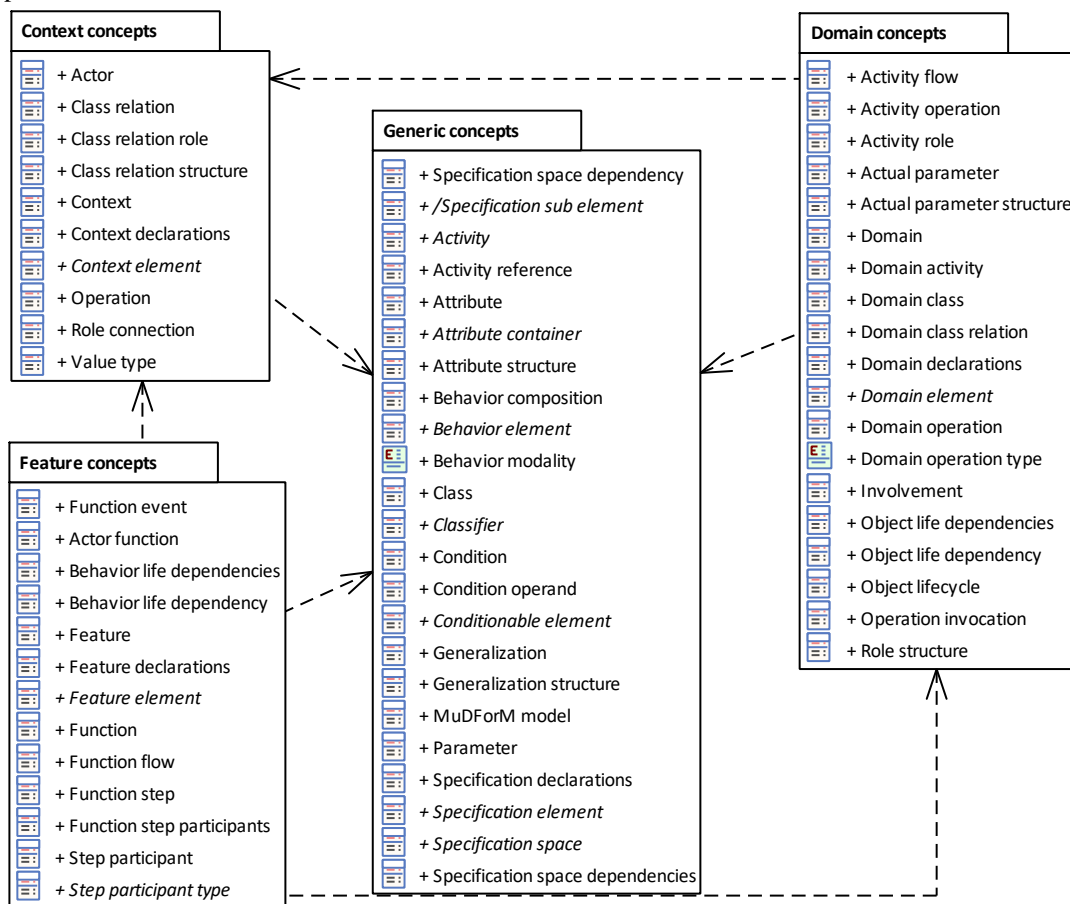 Context concepts
+ Actor
+ Class relation
+ Class relation role
+ Class relation structure
+ Context
+ Context declarations
+ Context element
+ Operation
+ Role connection
+ Value type
Feature concepts
+ Function event
+ Actor function
+ Behavior life dependencies
+ Behavior life dependency
+ Feature
+ Feature declarations
+ Feature element
+ Function
+ Function flow
+ Function step
+ Function step participants
+ Step participant
+ Step participant type
Generic concepts
+ Specification space dependency
+ /Specification sub element
+ Activity
+ Activity reference
+ Attribute
+ Attribute container
+ Attribute structure
+ Behavior composition
+ Behavior element
E + Behavior modality
+ Class
+ Classifier
+ Condition
+ Condition operand
+ Conditionable element
+ Generalization
+ Generalization structure
+ MuDForM model
+ Parameter
+ Specification declarations
+ Specification element
+ Specification space
+ Specification space dependencies
Domain concepts
+ Activity flow
+ Activity operation
+ Activity role
+ Actual parameter
+ Actual parameter structure
+ Domain
+ Domain activity
+ Domain class
+ Domain class relation
+ Domain declarations
+ Domain element
+ Domain operation
E + Domain operation type
+ Involvement
+ Object life dependencies
+ Object life dependency
+ Object lifecycle
+ Operation invocation
+ Role structure